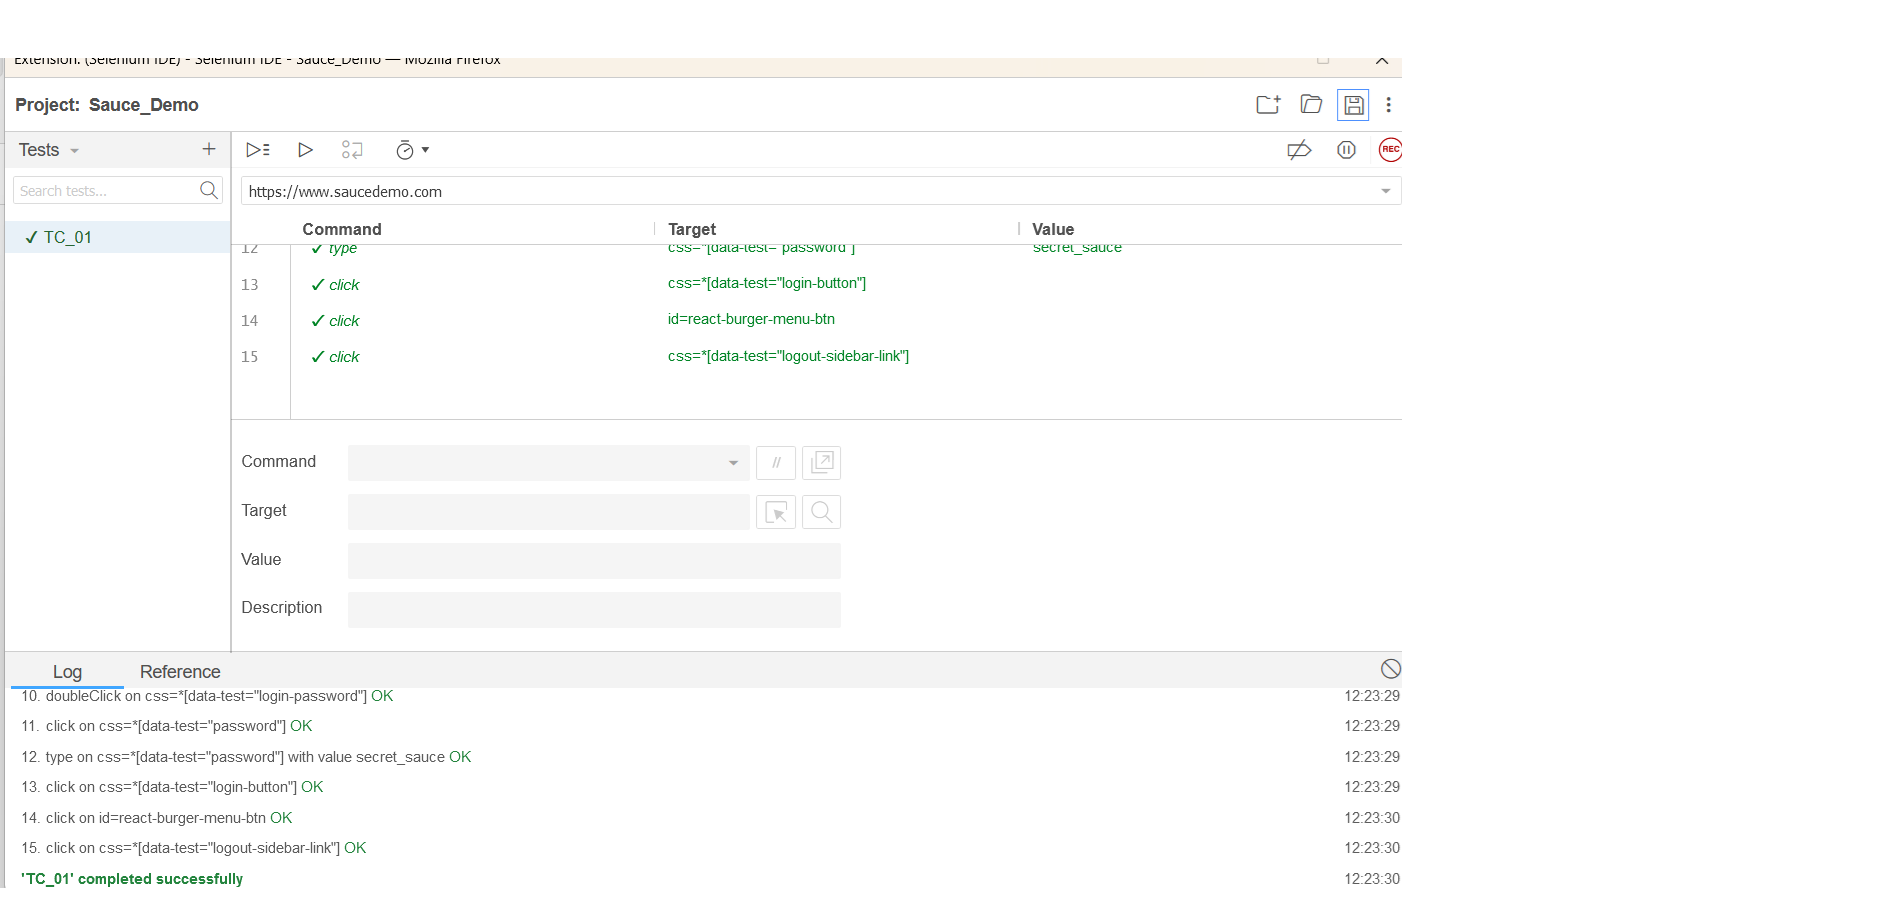 Extension: (Selenium IDE) - Selenium IDE - Sauce_Demo — Mozilla Firefox
Project: Sauce_Demo
Tests
Search tests...
TC_01
REC
https://www.saucedemo.com
Command Target Value
12 type css=*[data-test="password"] secret_sauce
13 click css=*[data-test="login-button"]
14 click id=react-burger-menu-btn
15 click css=*[data-test="logout-sidebar-link"]
Command
//
Target
Value
Description
Log Reference
10. doubleClick on css=*[data-test="login-password"] OK 12:23:29
11. click on css=*[data-test="password"] OK 12:23:29
12. type on css=*[data-test="password"] with value secret_sauce OK 12:23:29
13. click on css=*[data-test="login-button"] OK 12:23:29
14. click on id=react-burger-menu-btn OK 12:23:30
15. click on css=*[data-test="logout-sidebar-link"] OK 12:23:30
'TC_01' completed successfully 12:23:30